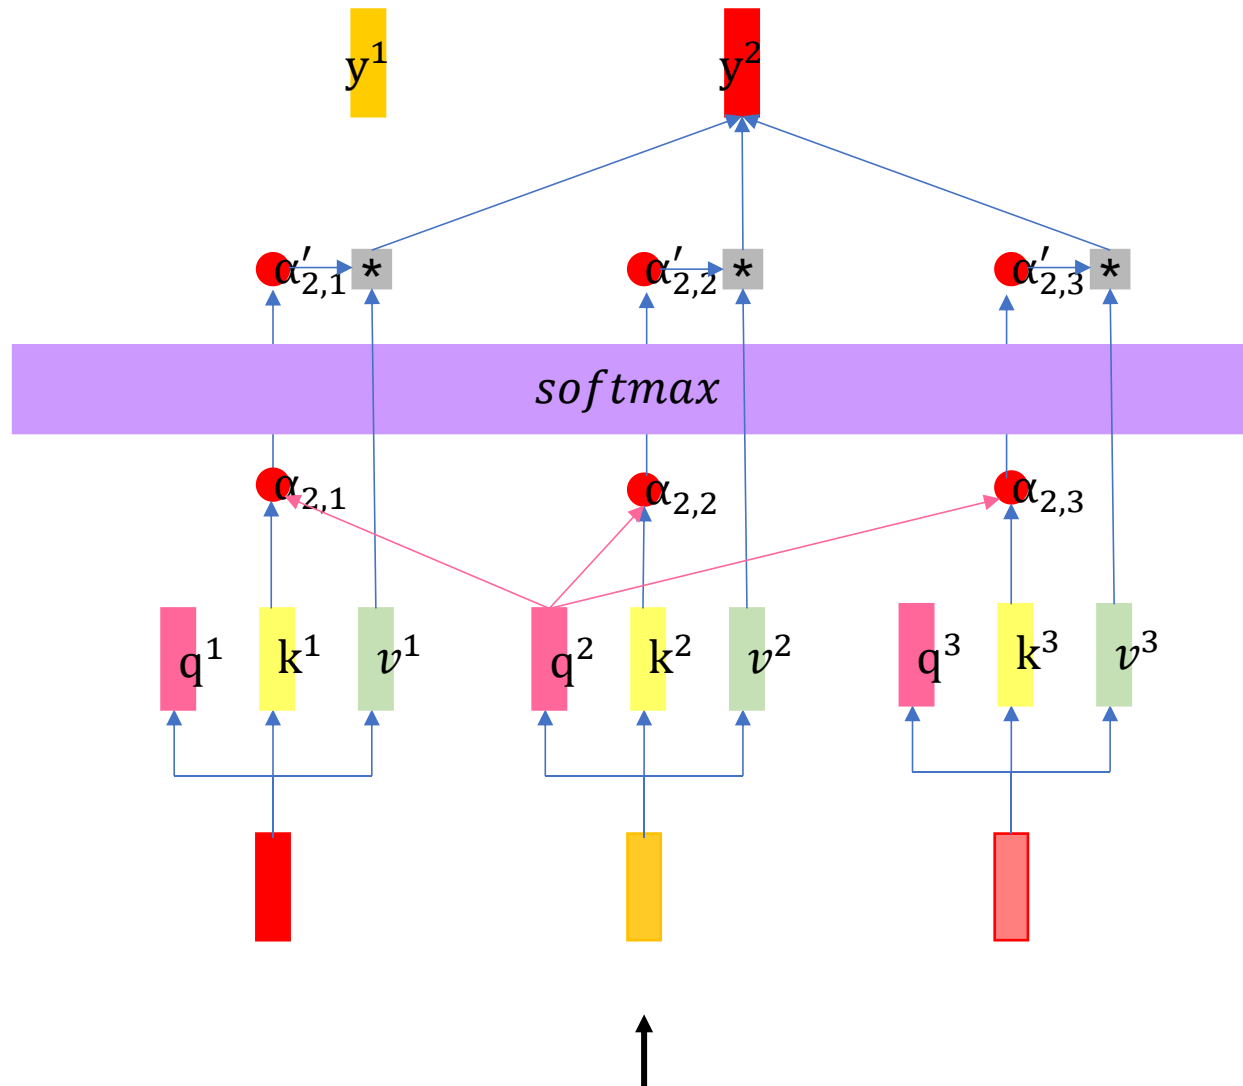 y¹ y²
α′₂,₁ * α′₂,₂ * α′₂,₃ *
softmax
α₂,₁ α₂,₂ α₂,₃
q¹ k¹ v¹ q² k² v² q³ k³ v³